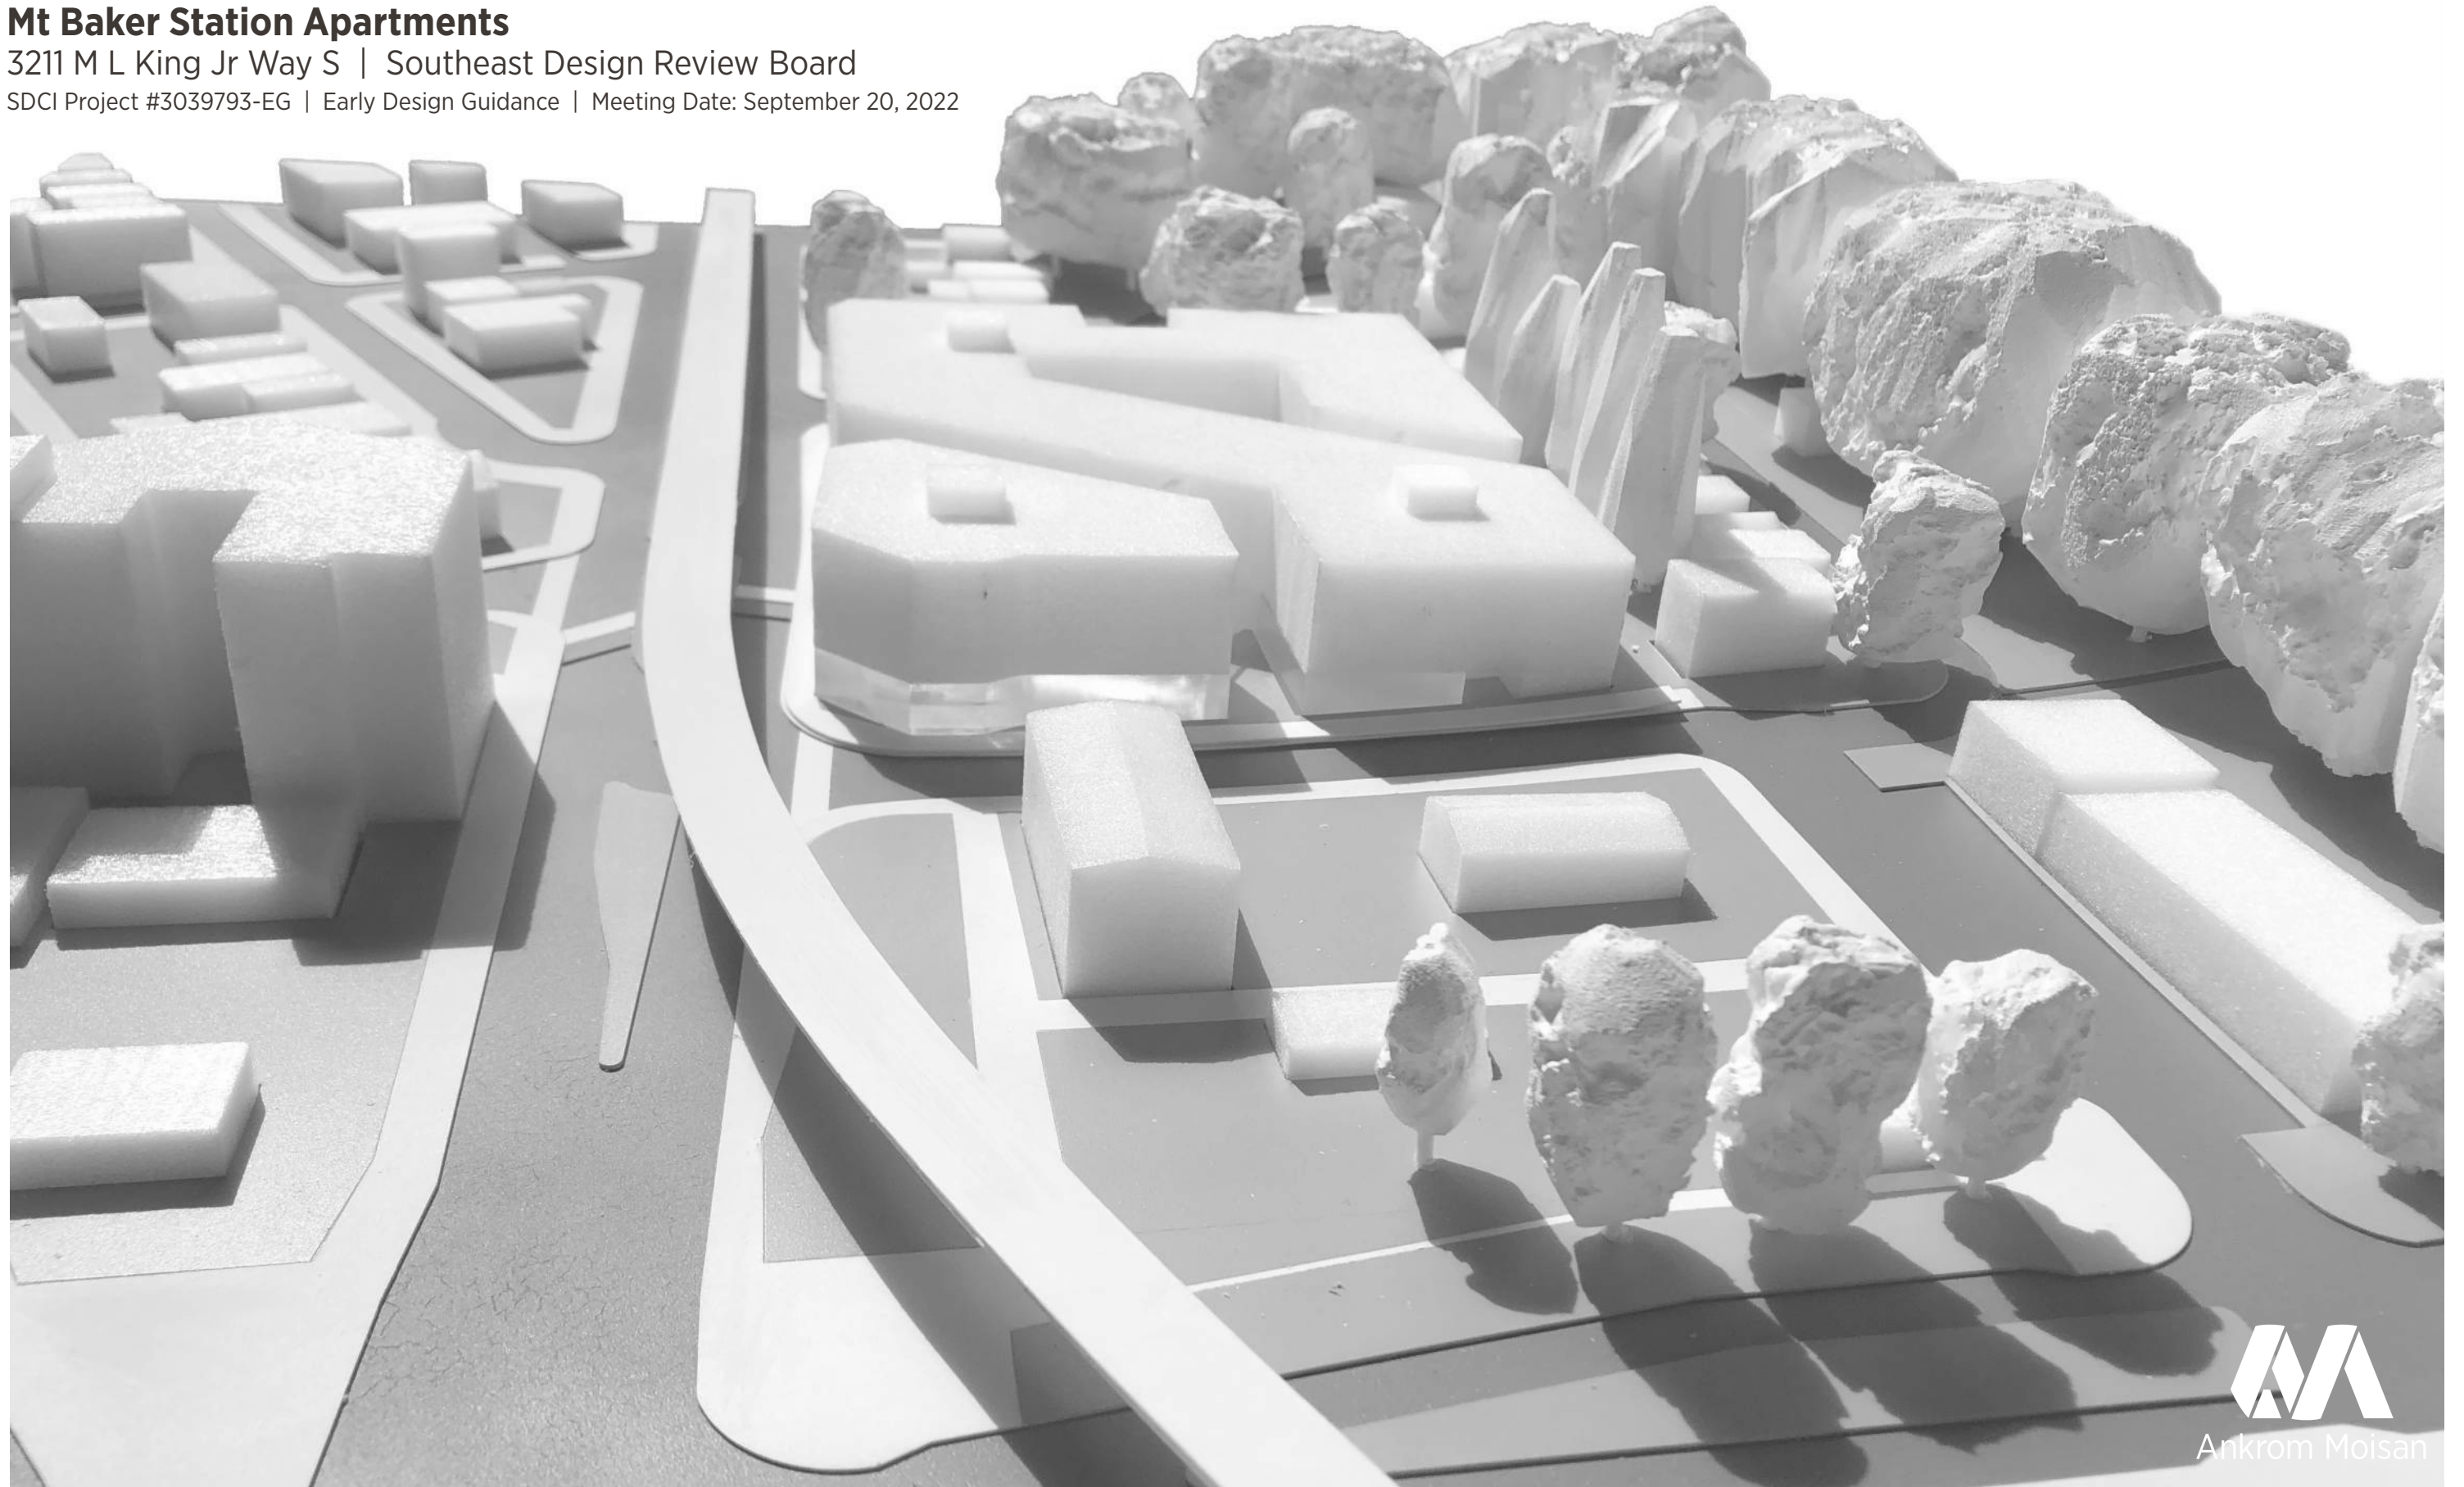 Mt Baker Station Apartments
3211 M L King Jr Way S | Southeast Design Review Board
SDCI Project #3039793-EG | Early Design Guidance | Meeting Date: September 20, 2022
Ankrom Moisan